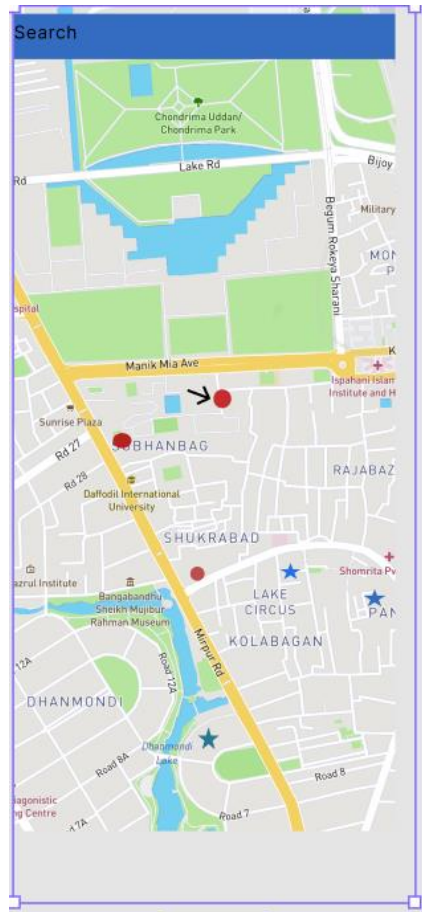 Search
Chondrima Uddan/
Chondrima Park
Lake Rd
Rd
Bijoy
Begum Rokeya Sharani
Military
MON
P
spital
Manik Mia Ave
K
Ispahani Islam
Institute and H
Sunrise Plaza
Rd 27
BHANBAG
RAJABAZ
Rd 28
Daffodil International
University
SHUKRABAD
Shomrita
azrul Institute
LAKE
CIRCUS
PAN
Bangabandhu
Sheikh Mujibur
Rahman Museum
12A
Road 12A
Mirpur Rd
KOLABAGAN
DHANMONDI
Dhanmondi
Lake
Road 8A
Road 8
iagonistic
ng Centre
Road 7
17A